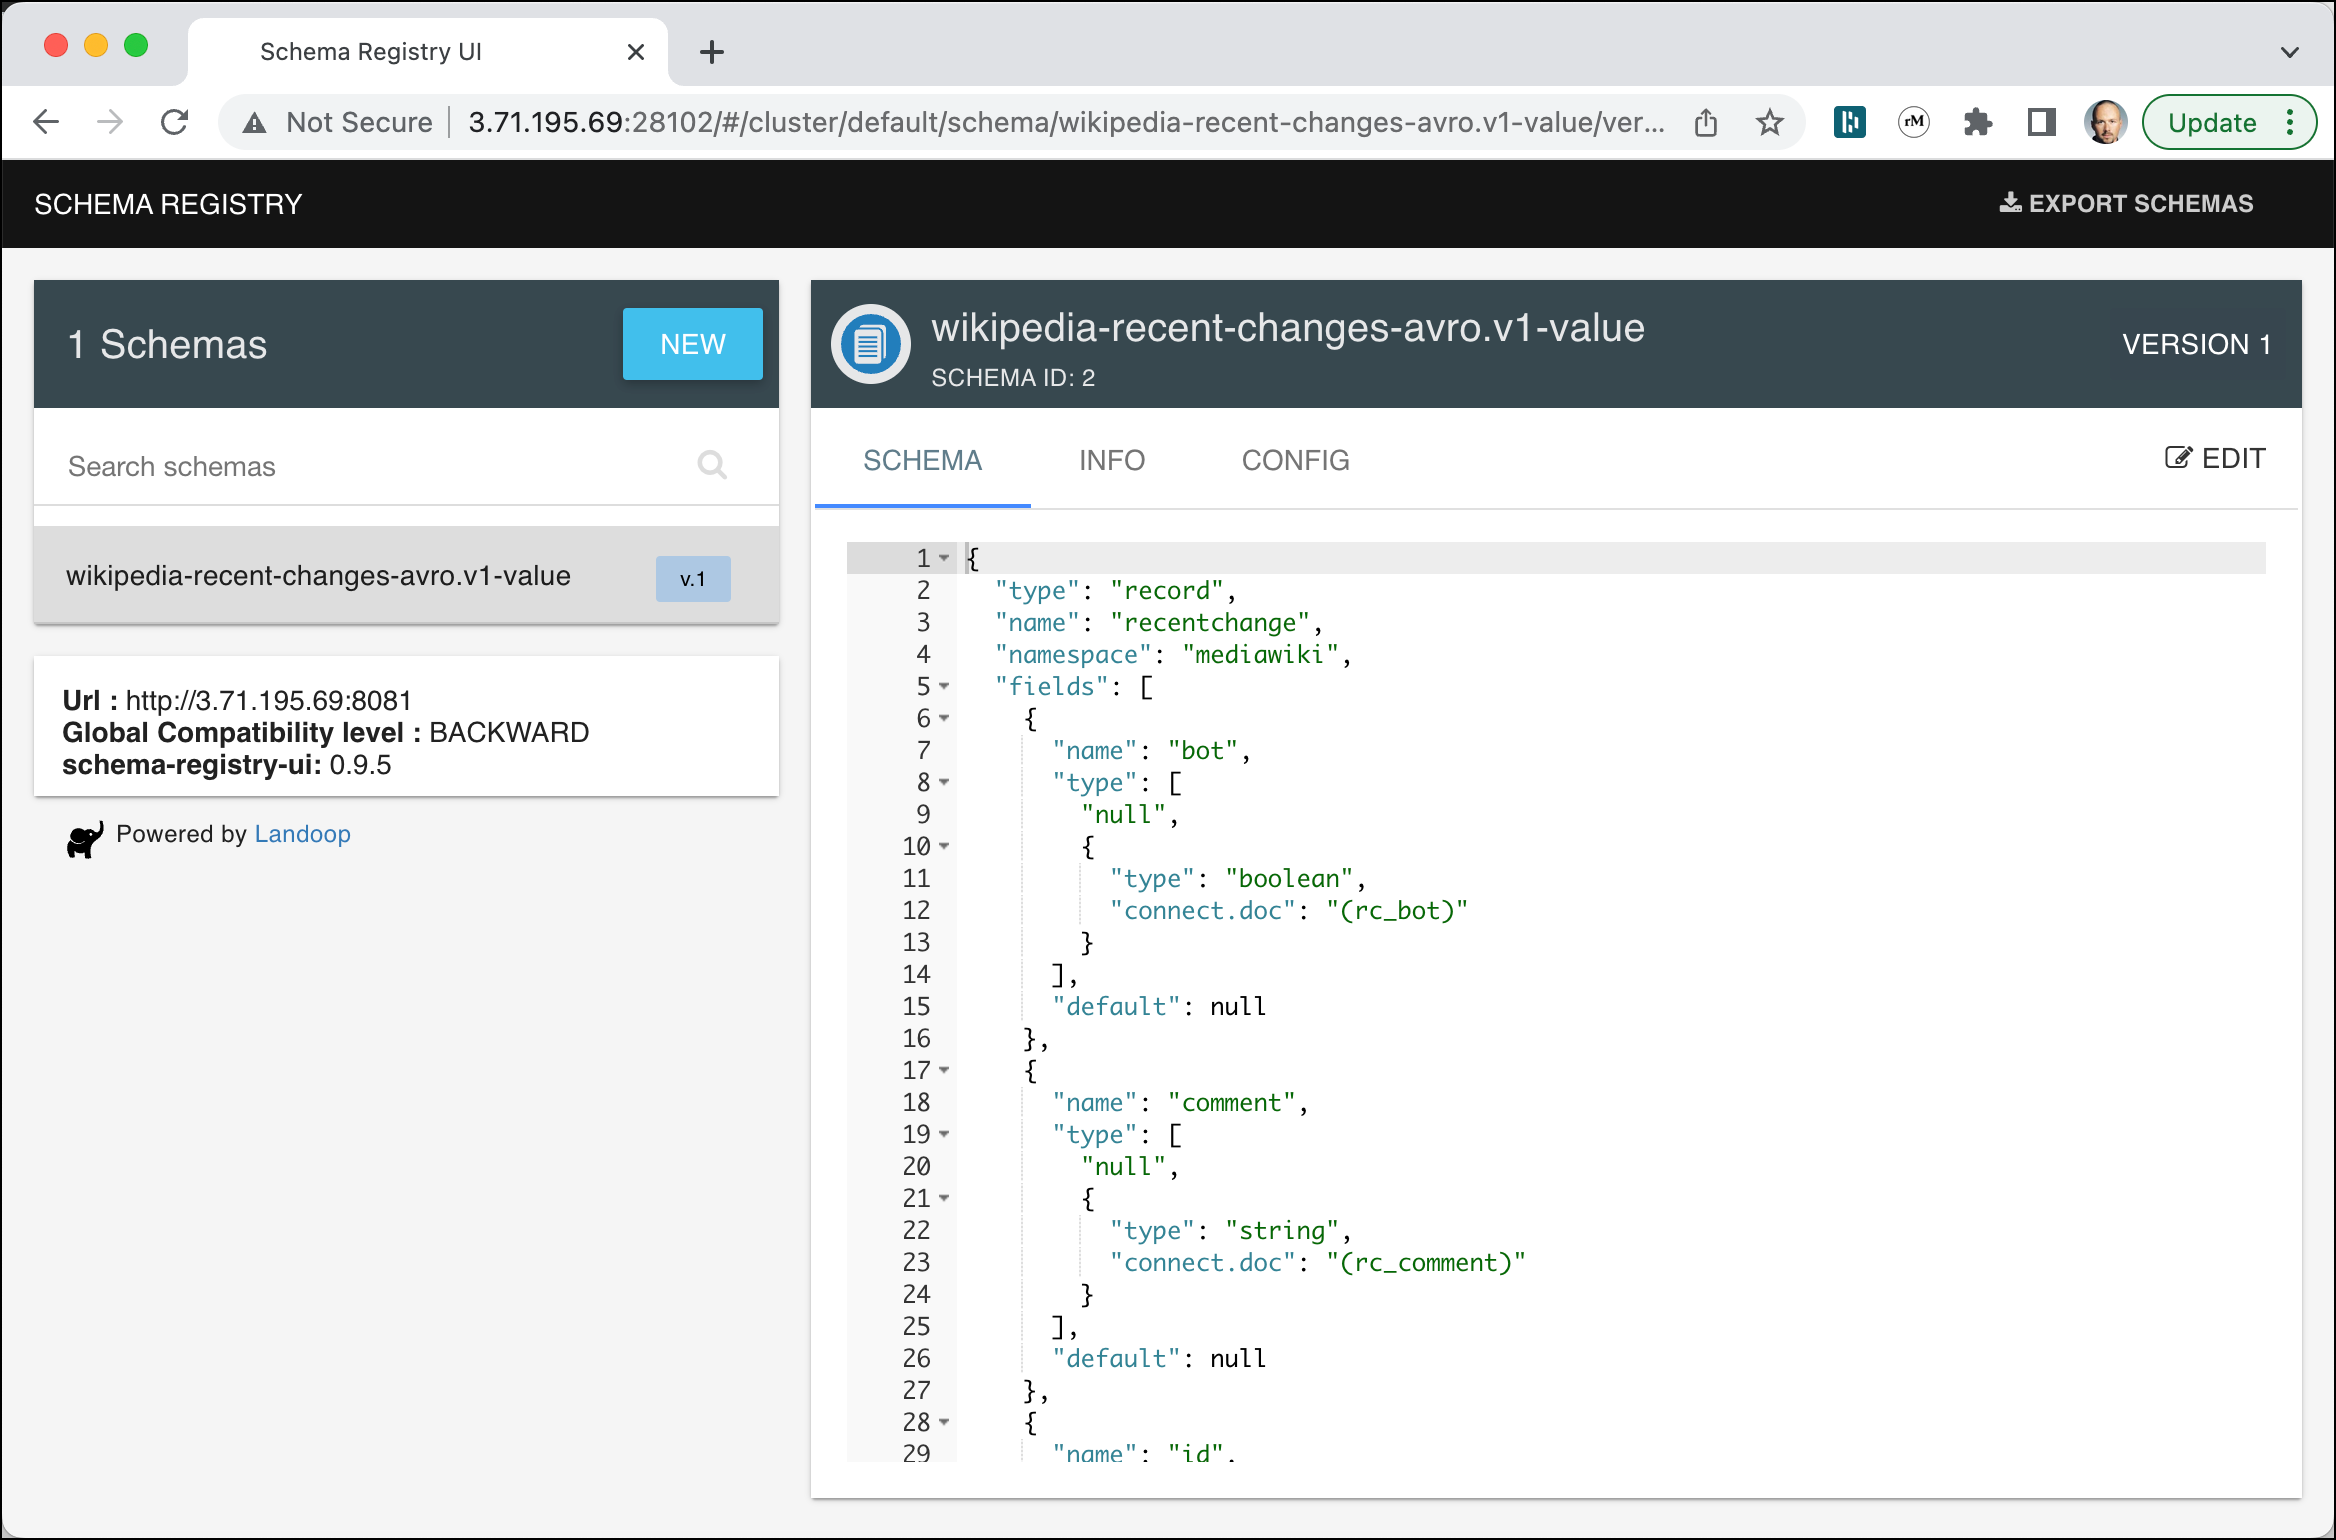 Schema Registry UI
Not Secure 3.71.195.69:28102/#/cluster/default/schema/wikipedia-recent-changes-avro.v1-value/ver...
rM
Update
SCHEMA REGISTRY
EXPORT SCHEMAS
1 Schemas
NEW
Search schemas
wikipedia-recent-changes-avro.v1-value
v.1
Url : http://3.71.195.69:8081
Global Compatibility level : BACKWARD
schema-registry-ui: 0.9.5
Powered by Landoop
wikipedia-recent-changes-avro.v1-value
SCHEMA ID: 2
VERSION 1
SCHEMA
INFO
CONFIG
EDIT
1 {
2 "type": "record",
3 "name": "recentchange",
4 "namespace": "mediawiki",
5 "fields": [
6 {
7 "name": "bot",
8 "type": [
9 "null",
10 {
11 "type": "boolean",
12 "connect.doc": "(rc_bot)"
13 }
14 ],
15 "default": null
16 },
17 {
18 "name": "comment",
19 "type": [
20 "null",
21 {
22 "type": "string",
23 "connect.doc": "(rc_comment)"
24 }
25 ],
26 "default": null
27 },
28 {
29 "name": "id",